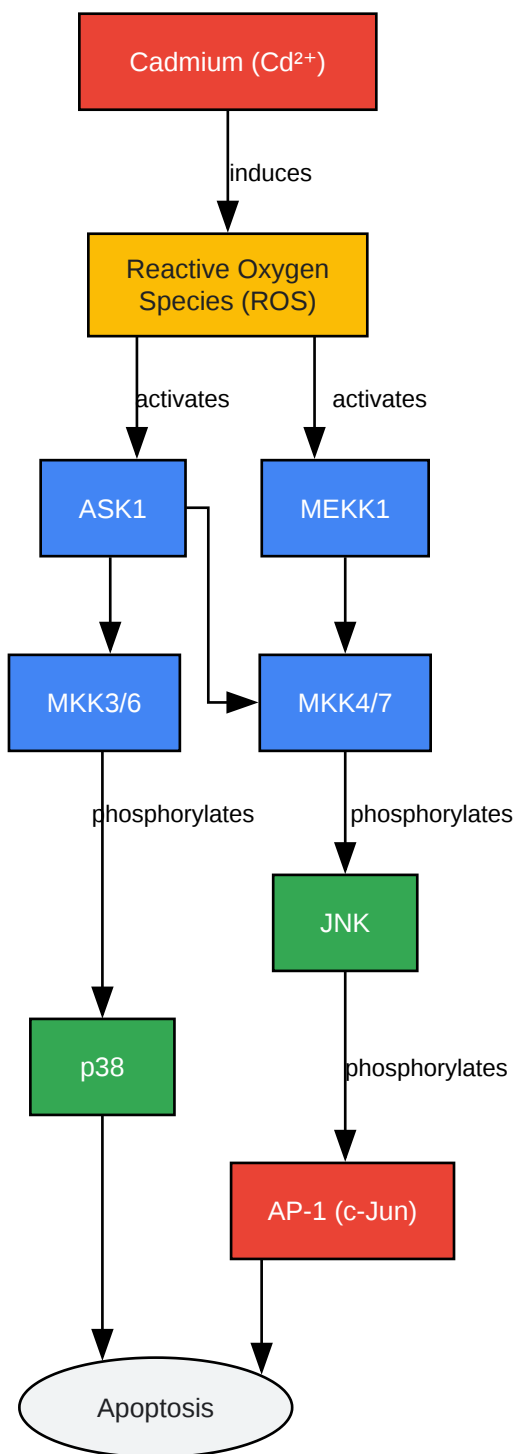 Cadmium (Cd²⁺)
induces
Reactive Oxygen
Species (ROS)
activates
activates
ASK1
MEKK1
MKK3/6
MKK4/7
phosphorylates
phosphorylates
JNK
p38
phosphorylates
AP-1 (c-Jun)
Apoptosis